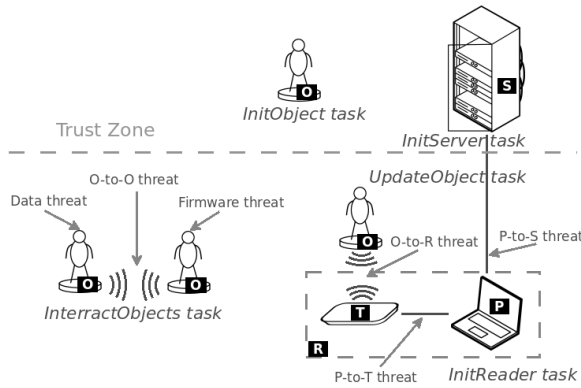 S
O
InitObject task
Trust Zone
InitServer task
O-to-O threat
UpdateObject task
Data threat
Firmware threat
O
O-to-R threat
P-to-S threat
O
O
T
P
InterractObjects task
R
P-to-T threat
InitReader task